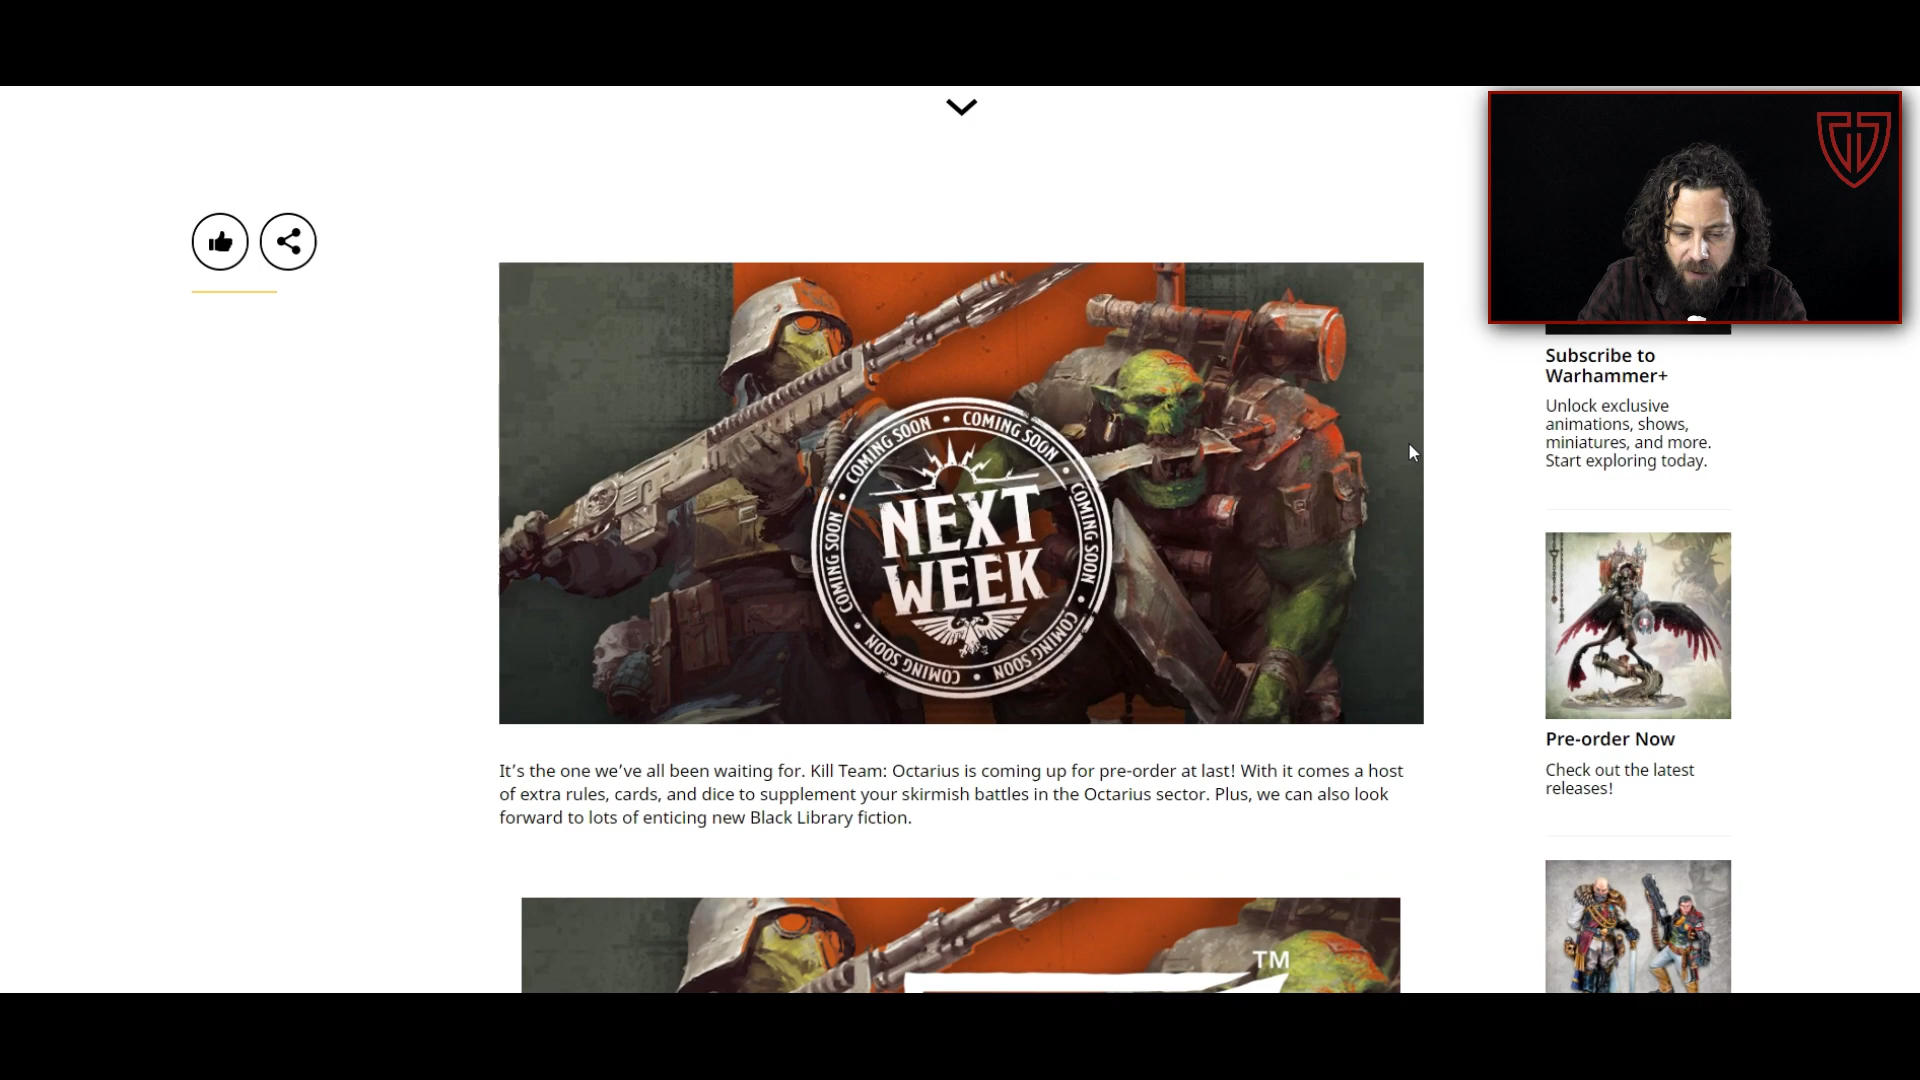 COMING SOON • COMING SOON • COMING SOON • COMING SOON • COMING SOON • COMING SOON •
NEXT
WEEK
Subscribe to
Warhammer+
Unlock exclusive
animations, shows,
miniatures, and more.
Start exploring today.
Pre-order Now
Check out the latest
releases!
It’s the one we’ve all been waiting for. Kill Team: Octarius is coming up for pre-order at last! With it comes a host
of extra rules, cards, and dice to supplement your skirmish battles in the Octarius sector. Plus, we can also look
forward to lots of enticing new Black Library fiction.
TM